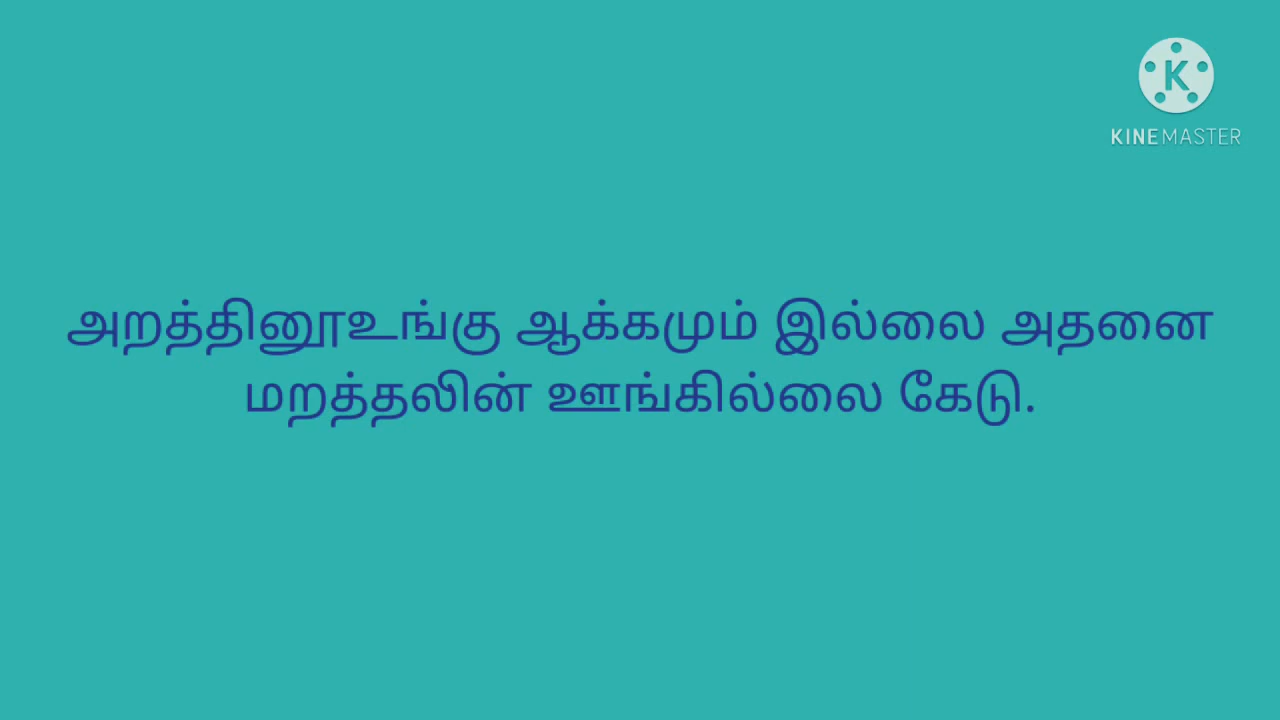 KINEMASTER
அறத்தினூஉங்கு ஆக்கமும் இல்லை அதனை
மறத்தலின் ஊங்கில்லை கேடு.